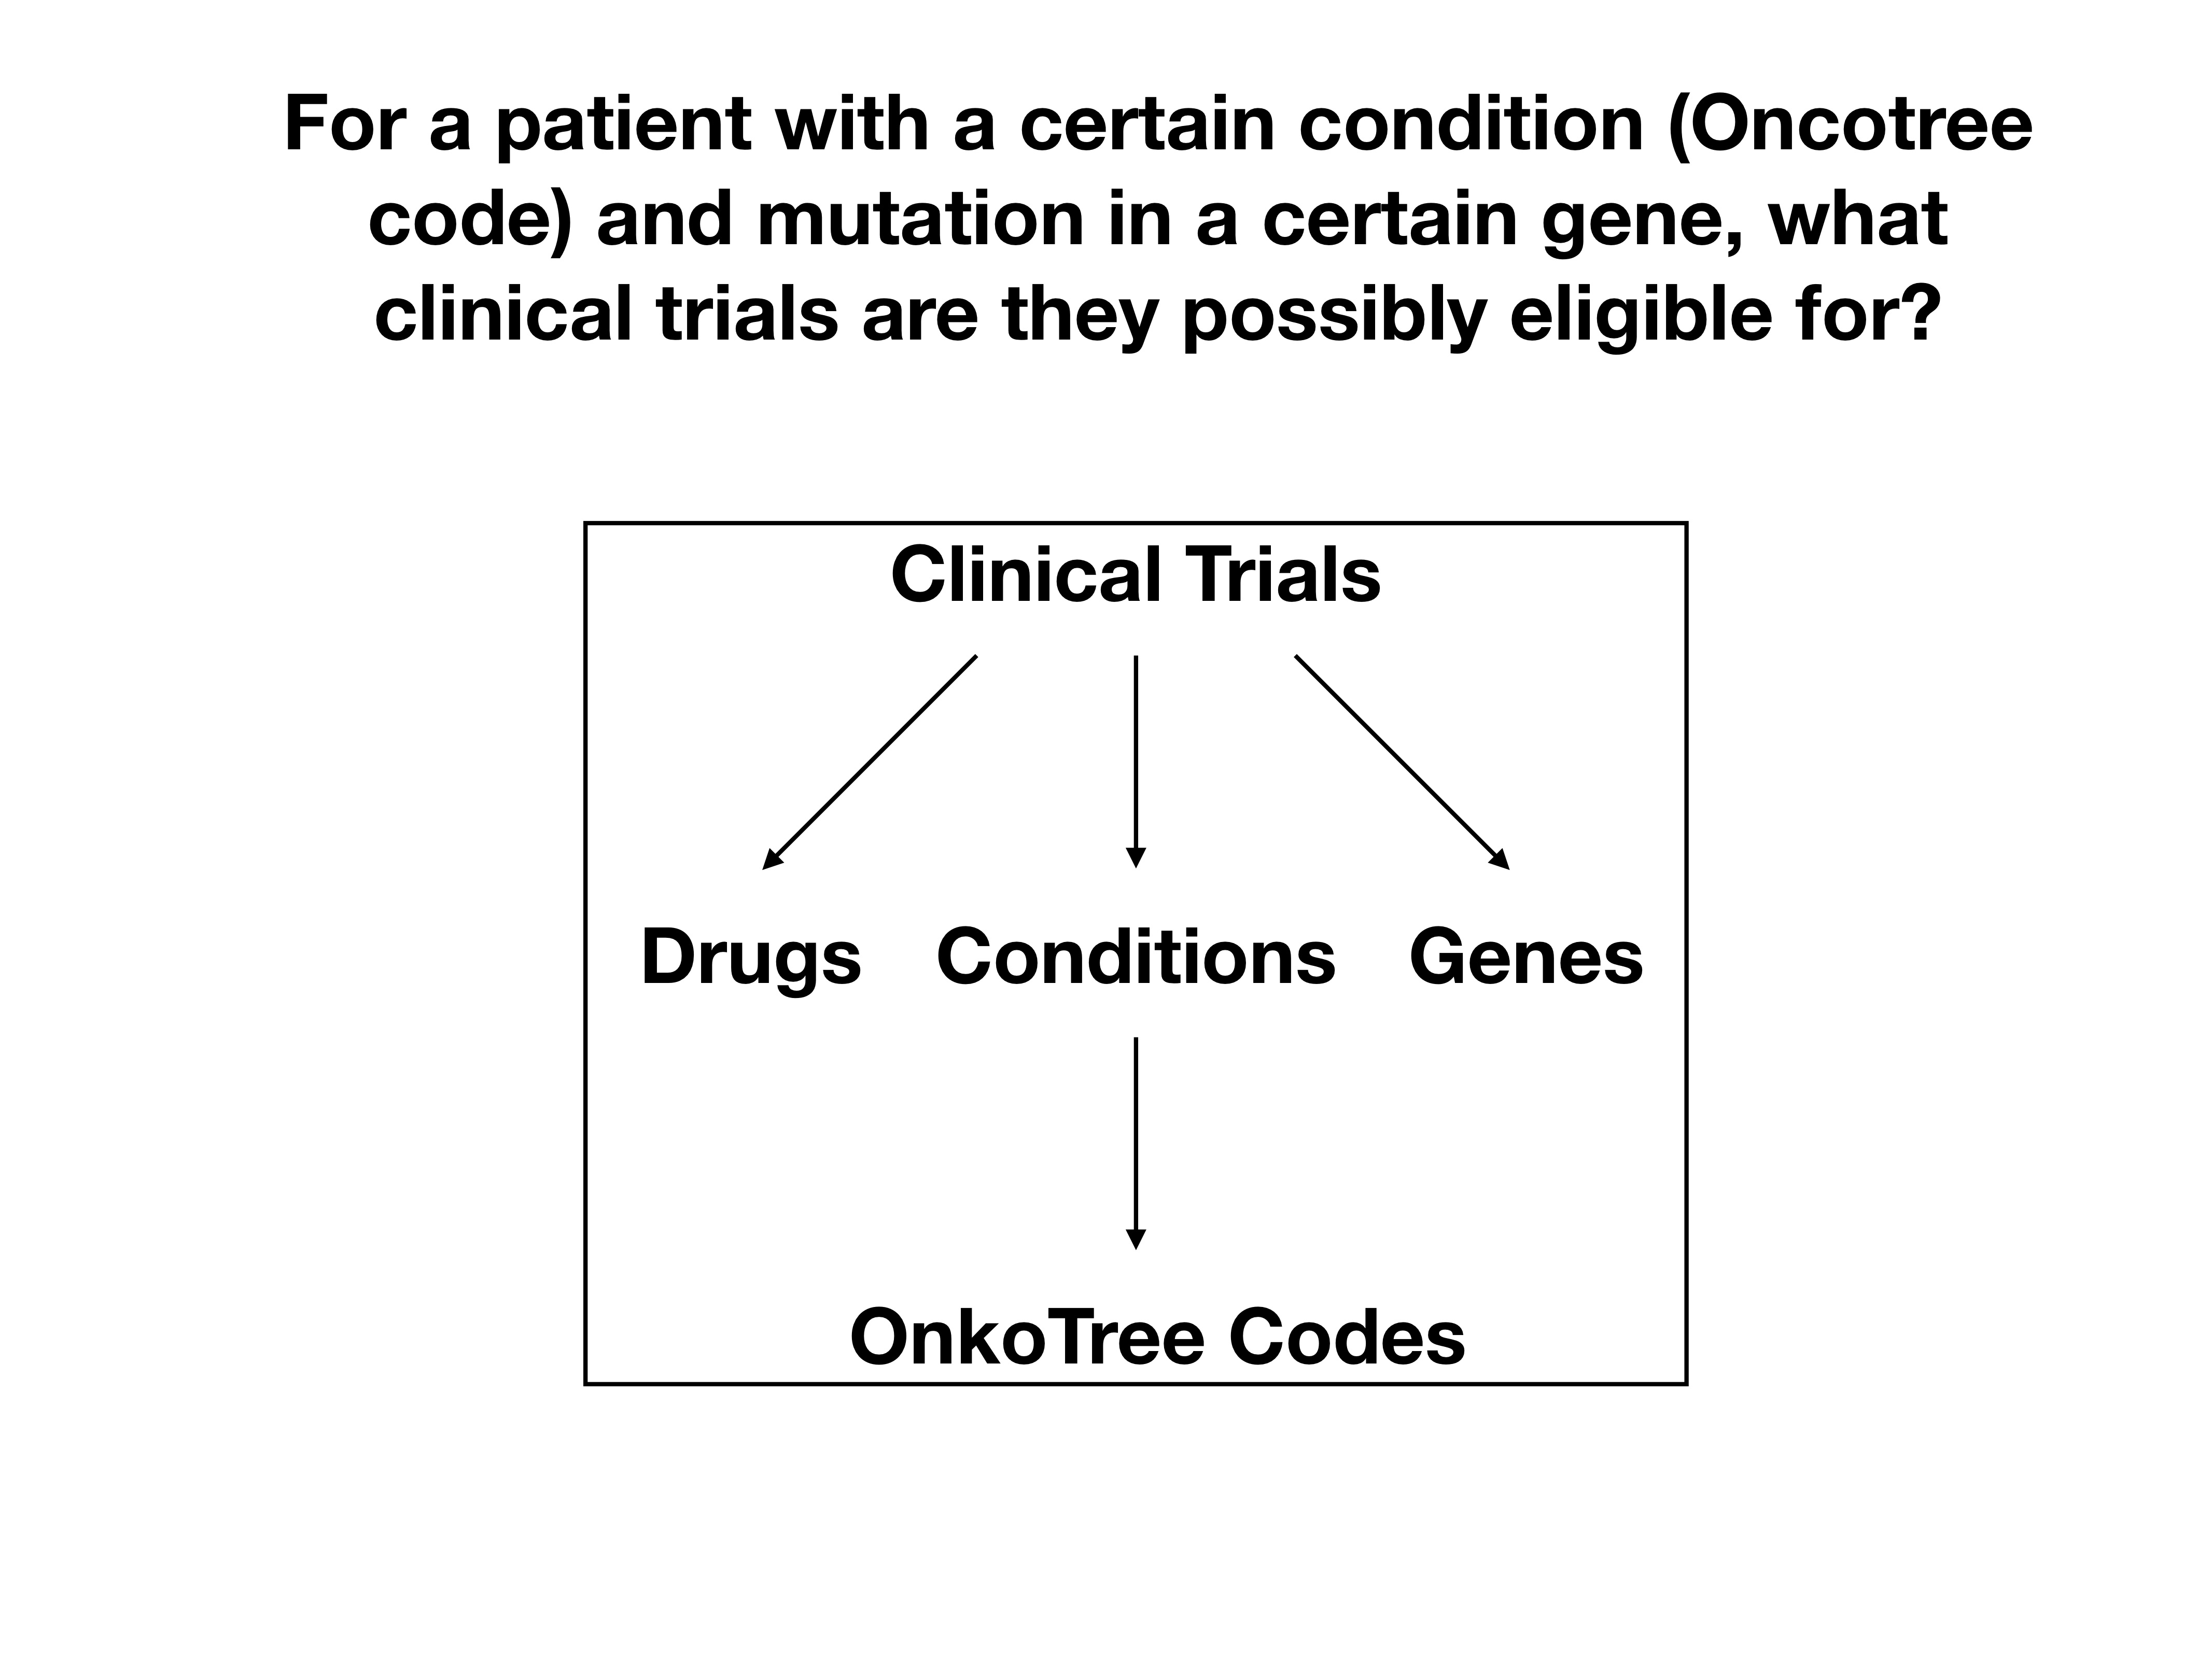 For a patient with a certain condition (Oncotree
code) and mutation in a certain gene, what
clinical trials are they possibly eligible for?
Clinical Trials
Drugs Conditions Genes
OnkoTree Codes